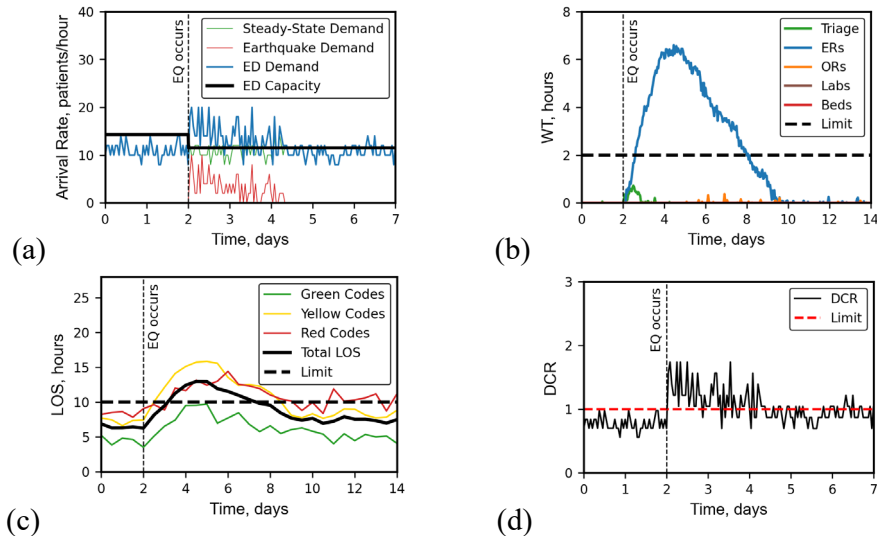 40
30
20
10
0
Arrival Rate, patients/hour
EQ occurs
Steady-State Demand
Earthquake Demand
ED Demand
ED Capacity
0 1 2 3 4 5 6 7
Time, days
(a)
8
6
4
2
0
WT, hours
EQ occurs
Triage
ERs
ORs
Labs
Beds
Limit
0 2 4 6 8 10 12 14
Time, days
(b)
25
20
15
10
5
0
LOS, hours
EQ occurs
Green Codes
Yellow Codes
Red Codes
Total LOS
Limit
0 2 4 6 8 10 12 14
Time, days
(c)
3
2
1
0
DCR
EQ occurs
DCR
Limit
0 1 2 3 4 5 6 7
Time, days
(d)